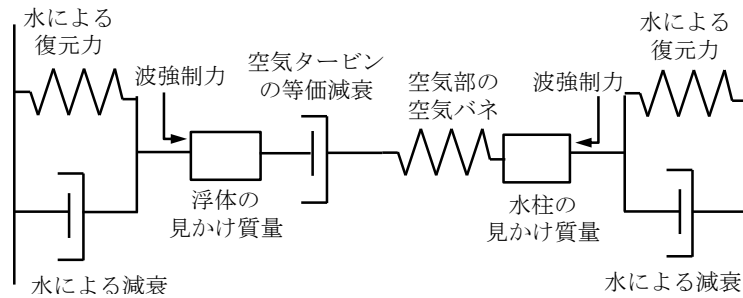 水による
復元力
波強制力
空気タービン
の等価減衰
空気部の
空気バネ
波強制力
水による
復元力
浮体の
見かけ質量
水柱の
見かけ質量
水による減衰
水による減衰